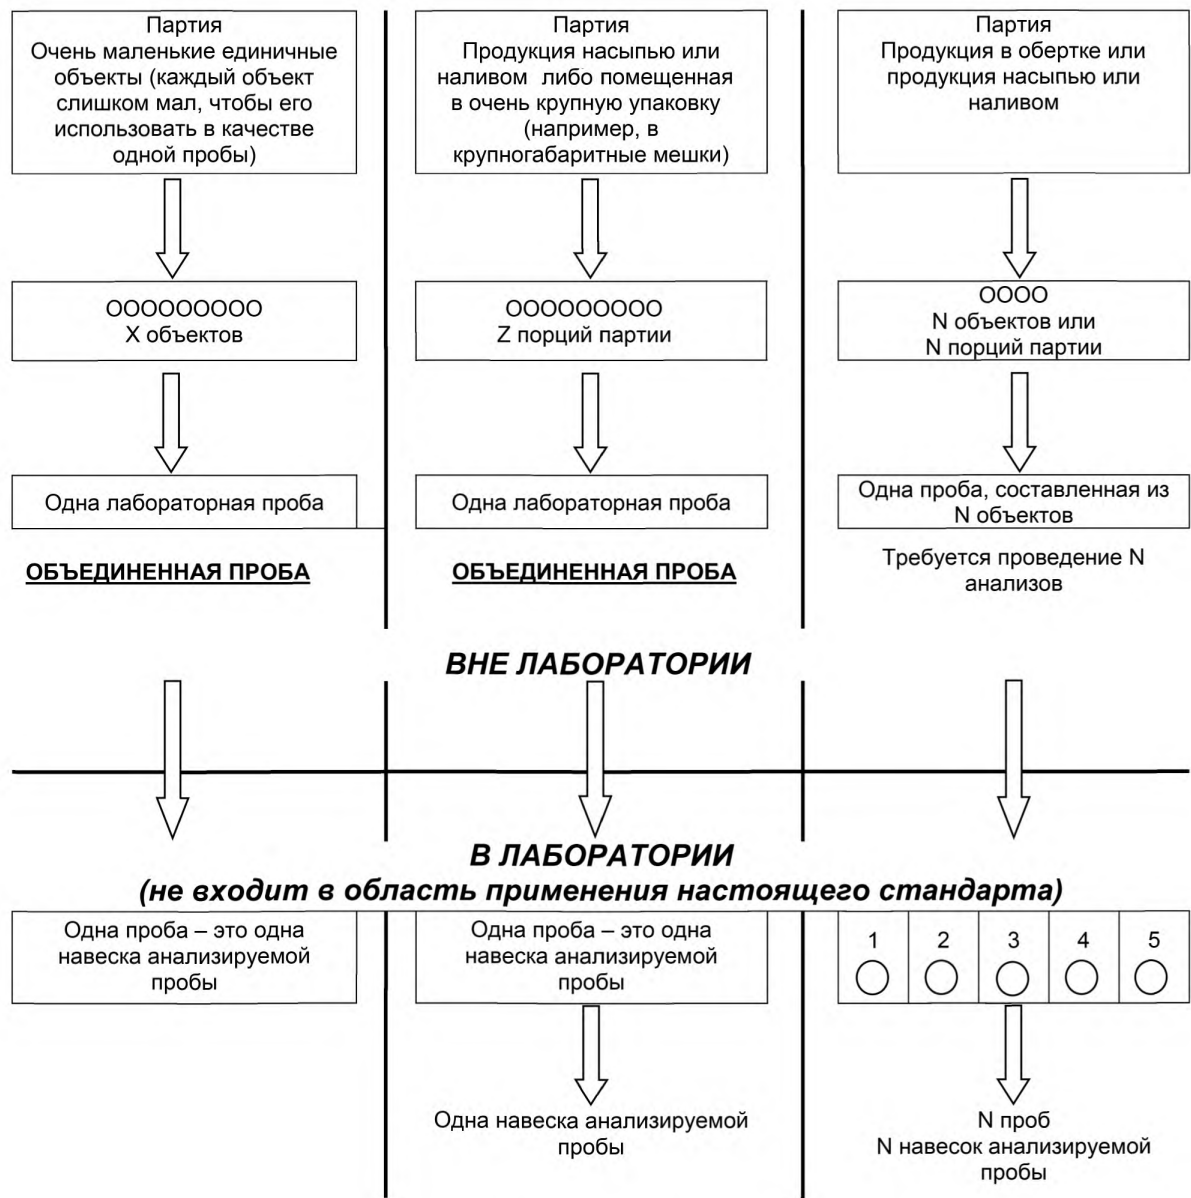 Партия
Очень маленькие единичные
объекты (каждый объект
слишком мал, чтобы его
использовать в качестве
одной пробы)
OOOOOOOOO
X объектов
Одна лабораторная проба
ОБЪЕДИНЕННАЯ ПРОБА
Партия
Продукция насыпью или
наливом либо помещенная
в очень крупную упаковку
(например, в
крупногабаритные мешки)
OOOOOOOOO
Z порций партии
Одна лабораторная проба
ОБЪЕДИНЕННАЯ ПРОБА
Партия
Продукция в обертке или
продукция насыпью или
наливом
OOOO
N объектов или
N порций партии
Одна проба, составленная из
N объектов
Требуется проведение N
анализов
ВНЕ ЛАБОРАТОРИИ
В ЛАБОРАТОРИИ
(не входит в область применения настоящего стандарта)
Одна проба – это одна
навеска анализируемой
пробы
Одна проба – это одна
навеска анализируемой
пробы
Одна навеска анализируемой
пробы
1 2 3 4 5
N проб
N навесок анализируемой
пробы